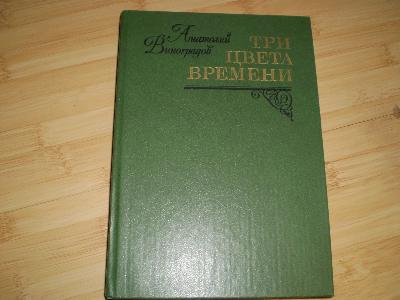 Анатолий
Виноградов
ТРИ
ЦВЕТА
ВРЕМЕНИ